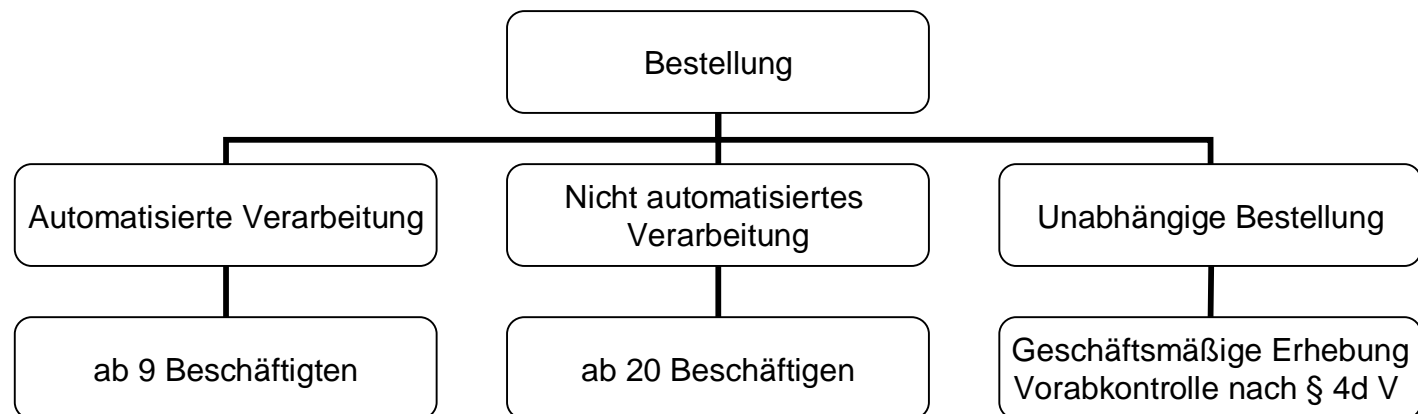 Bestellung
Automatisierte Verarbeitung
Nicht automatisiertes
Verarbeitung
Unabhängige Bestellung
ab 9 Beschäftigten
ab 20 Beschäftigen
Geschäftsmäßige Erhebung
Vorabkontrolle nach § 4d V